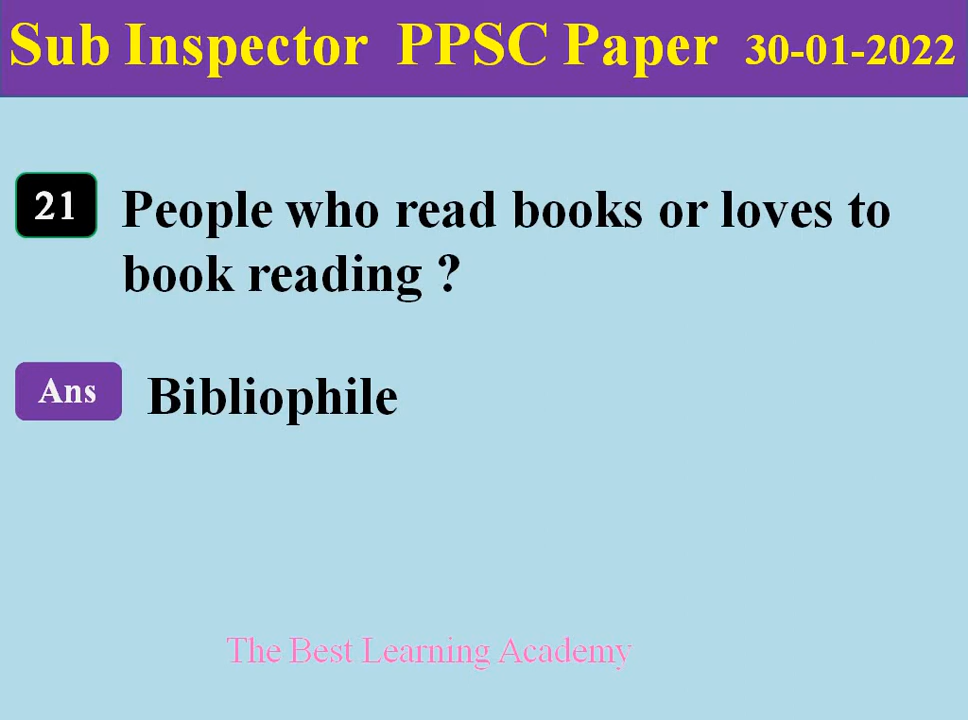 Sub Inspector PPSC Paper 30-01-2022
21 People who read books or loves to
book reading ?
Ans Bibliophile
The Best Learning Academy